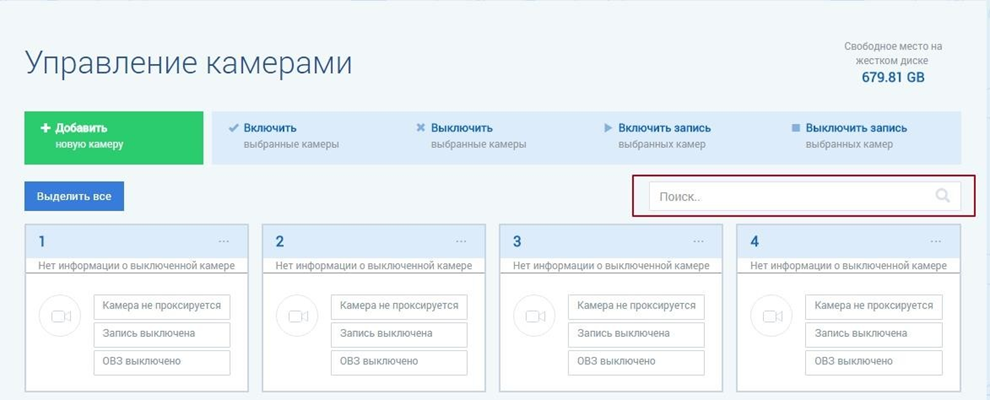 Управление камерами
Свободное место на
жестком диске
679.81 GB
Добавить
новую камеру
Включить
выбранные камеры
Выключить
выбранные камеры
Включить запись
выбранных камер
Выключить запись
выбранных камер
Выделить все
Поиск..
1 ...
2 ...
3 ...
4 ...
Нет информации о выключенной камере
Нет информации о выключенной камере
Нет информации о выключенной камере
Нет информации о выключенной камере
Камера не проксируется
Запись выключена
ОВЗ выключено
Камера не проксируется
Запись выключена
ОВЗ выключено
Камера не проксируется
Запись выключена
ОВЗ выключено
Камера не проксируется
Запись выключена
ОВЗ выключено